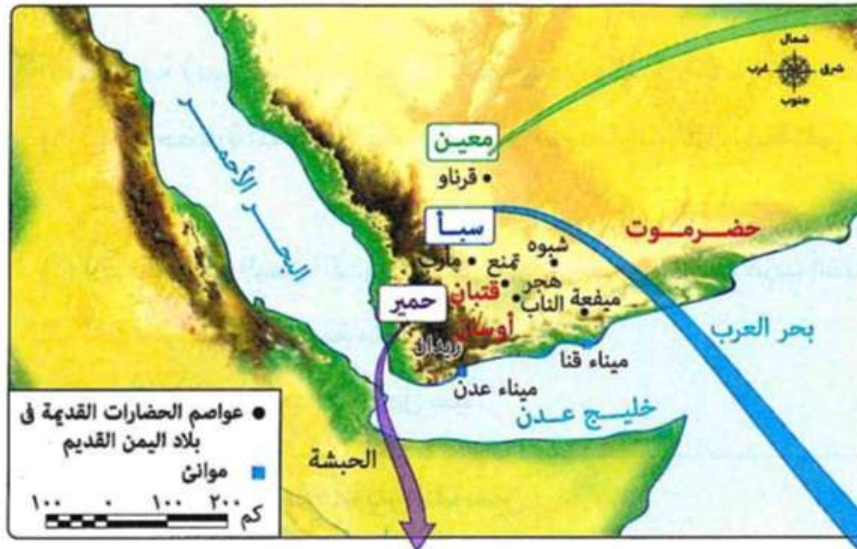 شمال
شرق
غرب
جنوب
معين
قرناو
سبأ
حضرموت
شبوه
مأرب
تمنع
هجر
الناب
قتبان
ميفعة
حمير
أوسان
ريدان
البحر الأحمر
بحر العرب
ميناء قنا
ميناء عدن
خليج عدن
الحبشة
عواصم الحضارات القديمة فى
بلاد اليمن القديم
موانئ
١٠٠ ٠ ١٠٠ ٢٠٠ كم